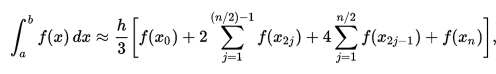 ∫_a^b f(x) dx ≈ h/3 [ f(x_0) + 2 ∑_{j=1}^{(n/2)−1} f(x_{2j}) + 4 ∑_{j=1}^{n/2} f(x_{2j−1}) + f(x_n) ],